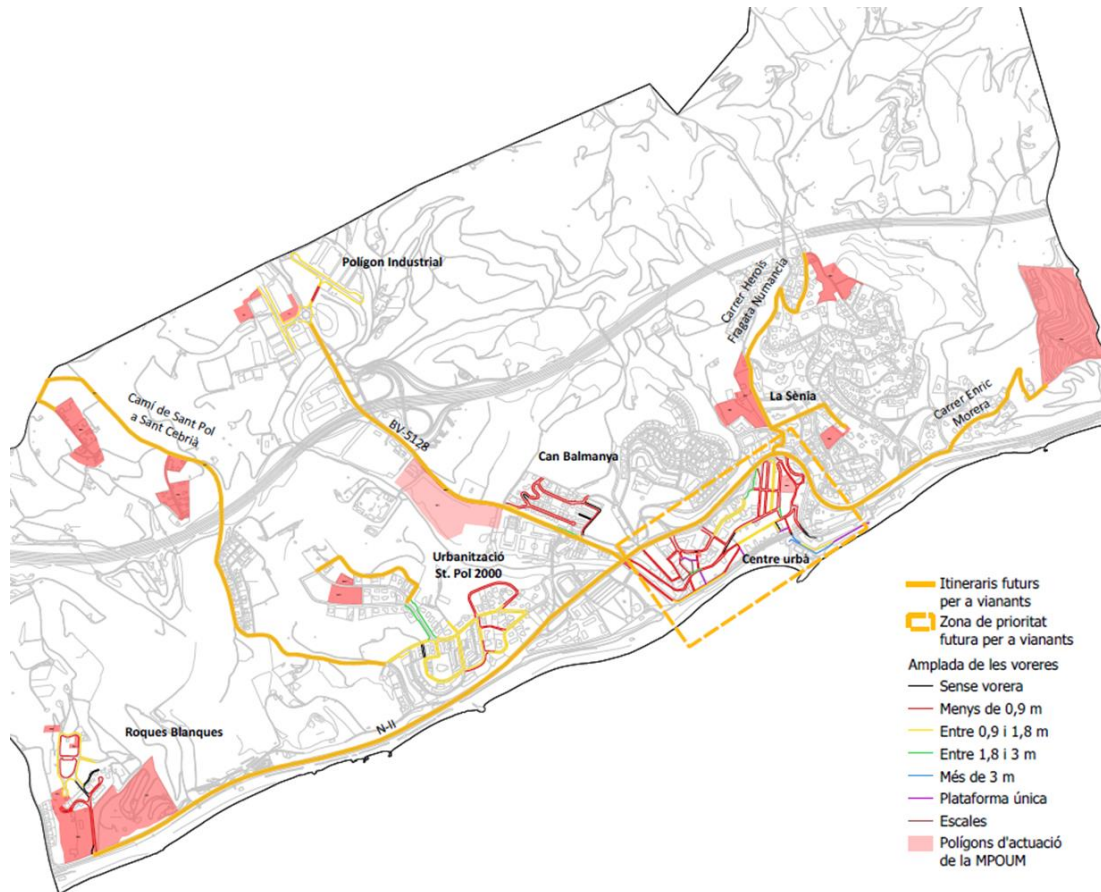 Polígon Industrial
Carrer Herois
Fragata Numancia
Camí de Sant Pol
a Sant Cebrià
BV-5128
La Sènia
Carrer Enric
Morera
Can Balmanya
Urbanització
St. Pol 2000
Centre urbà
N-II
Roques Blanques
Itineraris futurs
per a vianants
Zona de prioritat
futura per a vianants
Amplada de les voreres
Sense vorera
Menys de 0,9 m
Entre 0,9 i 1,8 m
Entre 1,8 i 3 m
Més de 3 m
Plataforma única
Escales
Polígons d'actuació
de la MPOUM